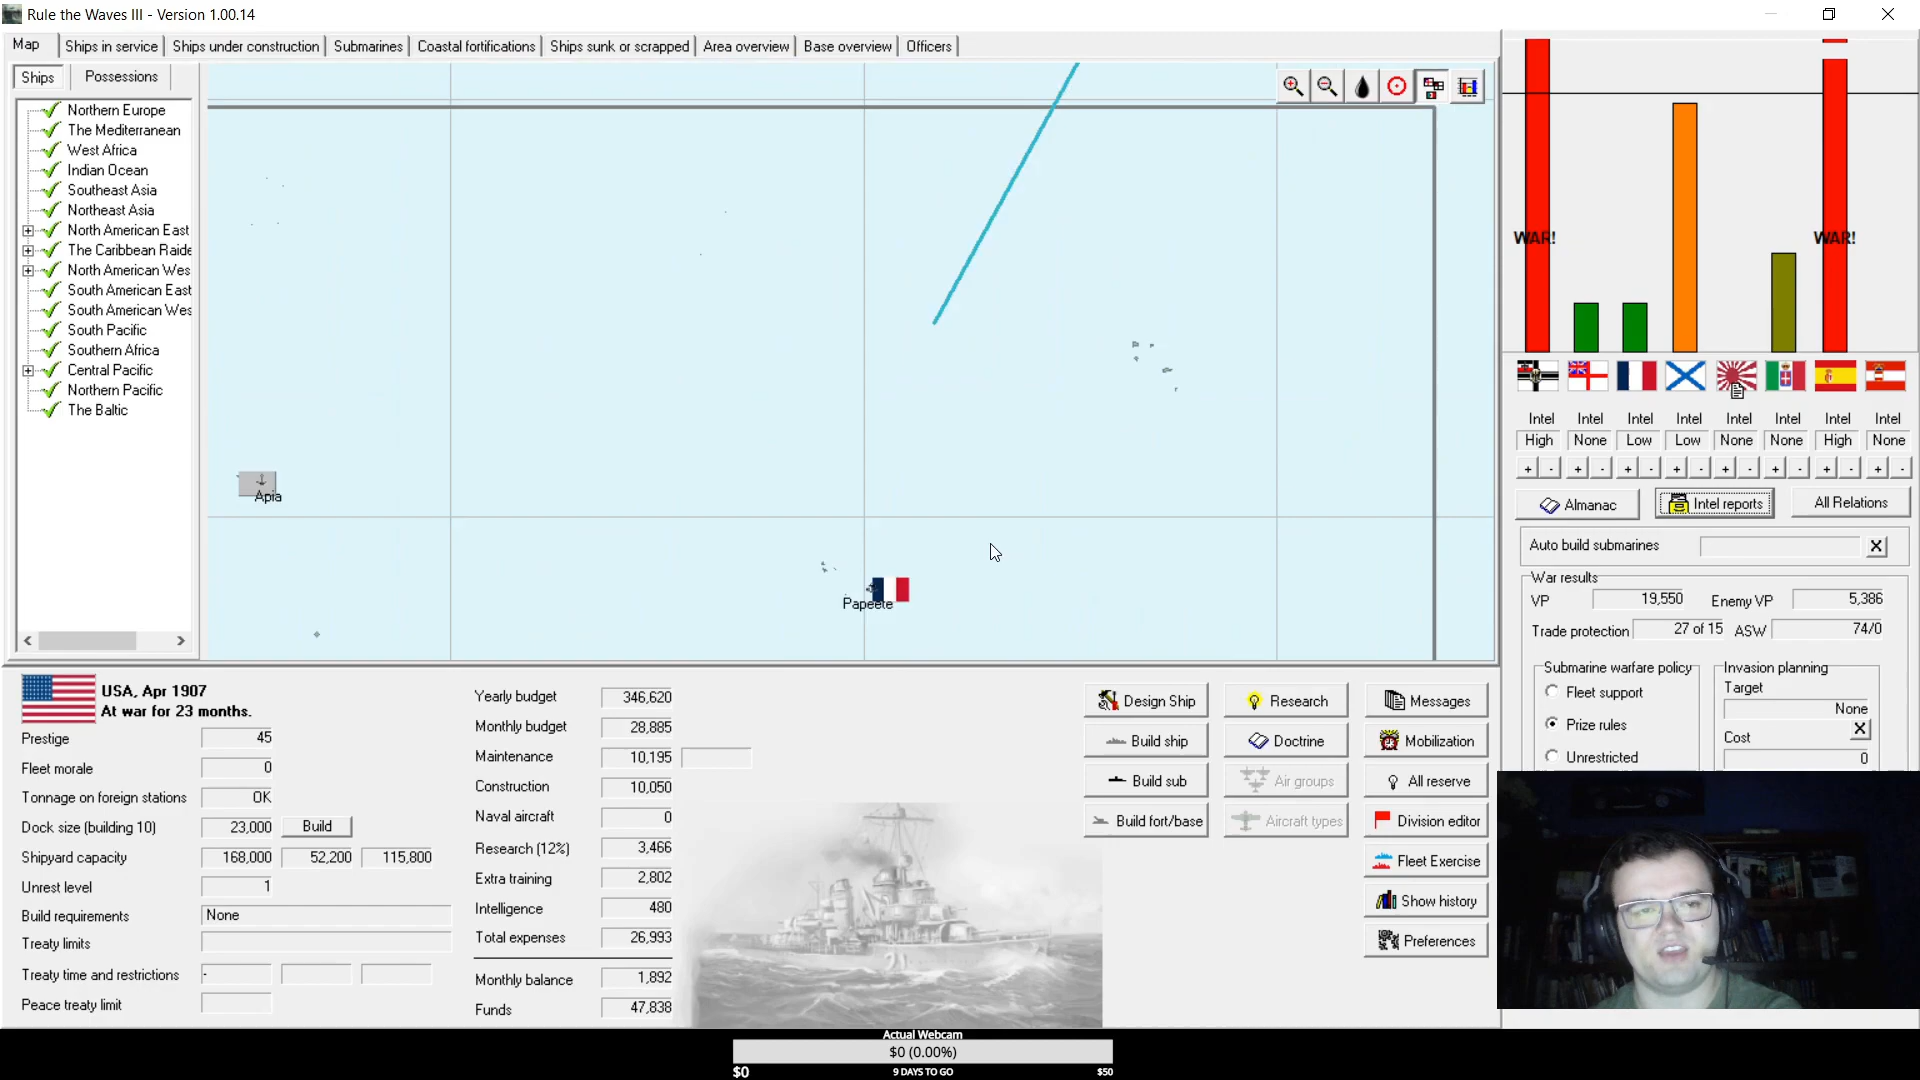 Rule the Waves III - Version 1.00.14
Map
Ships in service
Ships under construction
Submarines
Coastal fortifications
Ships sunk or scrapped
Area overview
Base overview
Officers
Ships
Possessions
Northern Europe
The Mediterranean
West Africa
Indian Ocean
Southeast Asia
Northeast Asia
North American East
The Caribbean Raide
North American Wes
South American East
South American Wes
South Pacific
Southern Africa
Central Pacific
Northern Pacific
The Baltic
Apia
Papeete
WAR!
WAR!
Intel Intel Intel Intel Intel Intel Intel Intel
High None Low Low None None High None
+ - + - + - + - + - + - + - + -
Almanac
Intel reports
All Relations
Auto build submarines
X
War results
VP 19,550 Enemy VP 5,386
Trade protection 27 of 15 ASW 74/0
Submarine warfare policy
Fleet support
Prize rules
Unrestricted
Invasion planning
Target
None
X
Cost
0
USA, Apr 1907
At war for 23 months.
Prestige 45
Fleet morale 0
Tonnage on foreign stations OK
Dock size (building 10) 23,000 Build
Shipyard capacity 168,000 52,200 115,800
Unrest level 1
Build requirements None
Treaty limits
Treaty time and restrictions -
Peace treaty limit
Yearly budget 346,620
Monthly budget 28,885
Maintenance 10,195
Construction 10,050
Naval aircraft 0
Research (12%) 3,466
Extra training 2,802
Intelligence 480
Total expenses 26,993
Monthly balance 1,892
Funds 47,838
Design Ship
Build ship
Build sub
Build fort/base
Research
Doctrine
Air groups
Aircraft types
Messages
Mobilization
All reserve
Division editor
Fleet Exercise
Show history
Preferences
Actual Webcam
$0 (0.00%)
$0 9 DAYS TO GO $50